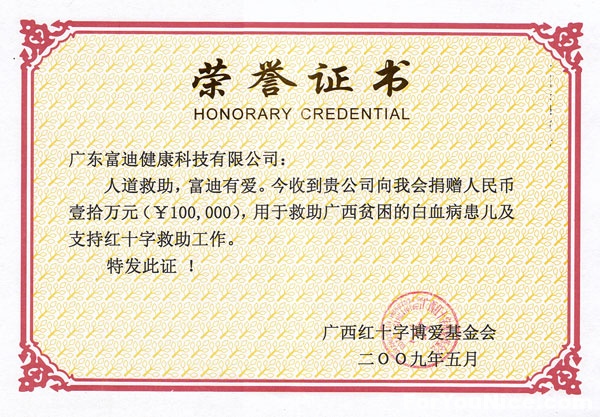 荣誉证书
HONORARY CREDENTIAL
广东富迪健康科技有限公司：
人道救助，富迪有爱。今收到贵公司向我会捐赠人民币
壹拾万元（￥100,000），用于救助广西贫困的白血病患儿及
支持红十字救助工作。
特发此证 ！
广西红十字博爱基金会
二〇〇九年五月